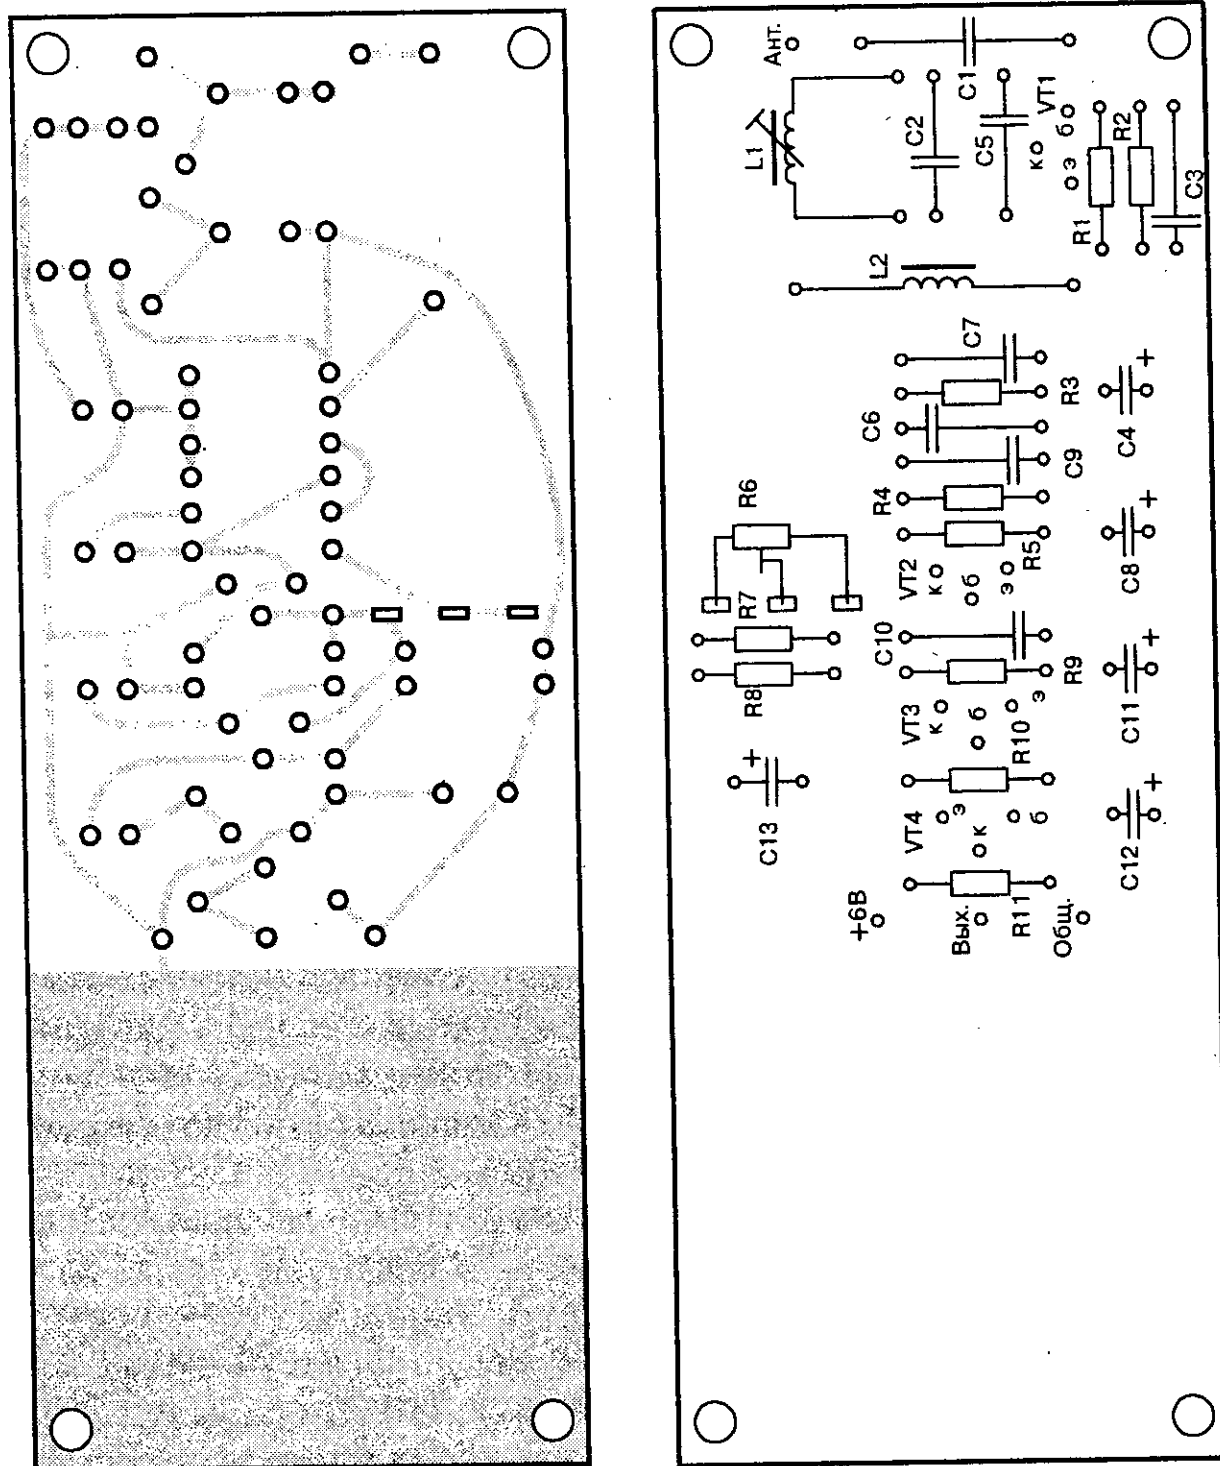 Ант.
C1
VT1
L1
C2
C5
к
б
э
R2
R1
C3
L2
C7
R3
C6
C9
C4
+
R4
R6
R5
VT2
к
б
э
C8
+
R7
C10
R8
R9
VT3
к
б
э
R10
C11
+
C13
+
VT4
э
к
б
C12
+
+6В
Вых.
R11
Общ.